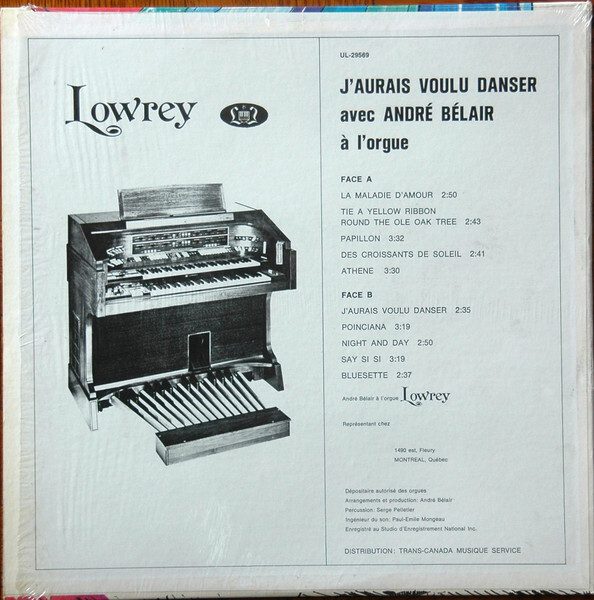 Lowrey
UL-29569
J'AURAIS VOULU DANSER
avec ANDRÉ BÉLAIR
à l'orgue
FACE A
LA MALADIE D'AMOUR 2:50
TIE A YELLOW RIBBON
ROUND THE OLE OAK TREE 2:43
PAPILLON 3:32
DES CROISSANTS DE SOLEIL 2:41
ATHENE 3:30
FACE B
J'AURAIS VOULU DANSER 2:35
POINCIANA 3:19
NIGHT AND DAY 2:50
SAY SI SI 3:19
BLUESETTE 2:37
André Bélair à l'orgue Lowrey
Représentant chez
1490 est, Fleury
MONTREAL, Québec
Dépositaire autorisé des orgues
Arrangements et production: André Bélair
Percussion: Serge Pelletier
Ingénieur du son: Paul-Emile Mongeau
Enregistré au Studio d'Enregistrement National Inc.
DISTRIBUTION: TRANS-CANADA MUSIQUE SERVICE